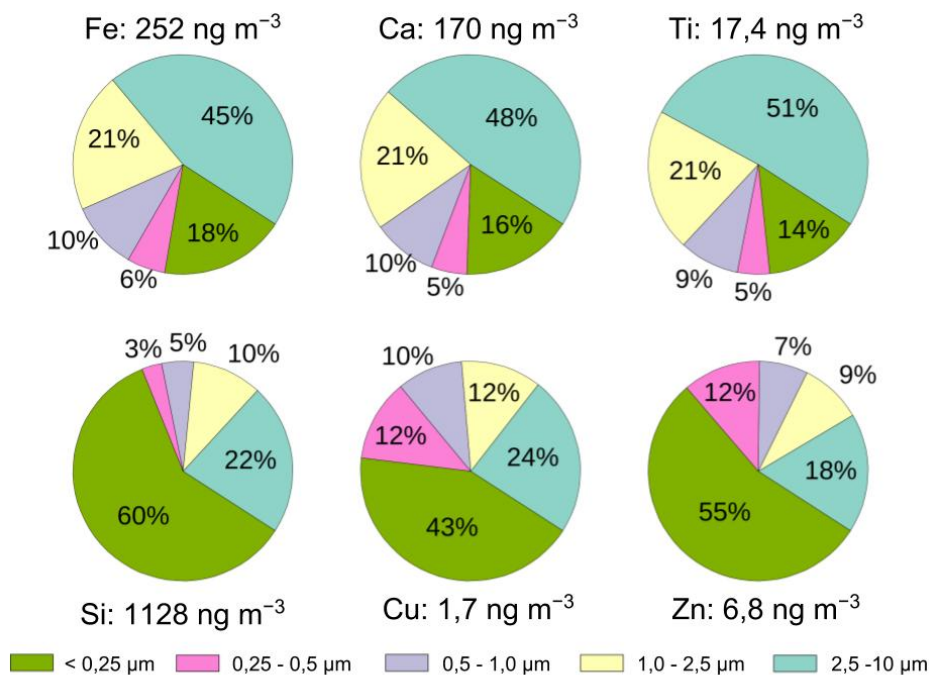 Fe: 252 ng m⁻³
Ca: 170 ng m⁻³
Ti: 17,4 ng m⁻³
45%
21%
10%
6%
18%
48%
21%
10%
5%
16%
51%
21%
9%
5%
14%
3%
5%
10%
22%
60%
10%
12%
12%
24%
43%
7%
12%
9%
18%
55%
Si: 1128 ng m⁻³
Cu: 1,7 ng m⁻³
Zn: 6,8 ng m⁻³
< 0,25 µm
0,25 - 0,5 µm
0,5 - 1,0 µm
1,0 - 2,5 µm
2,5 -10 µm